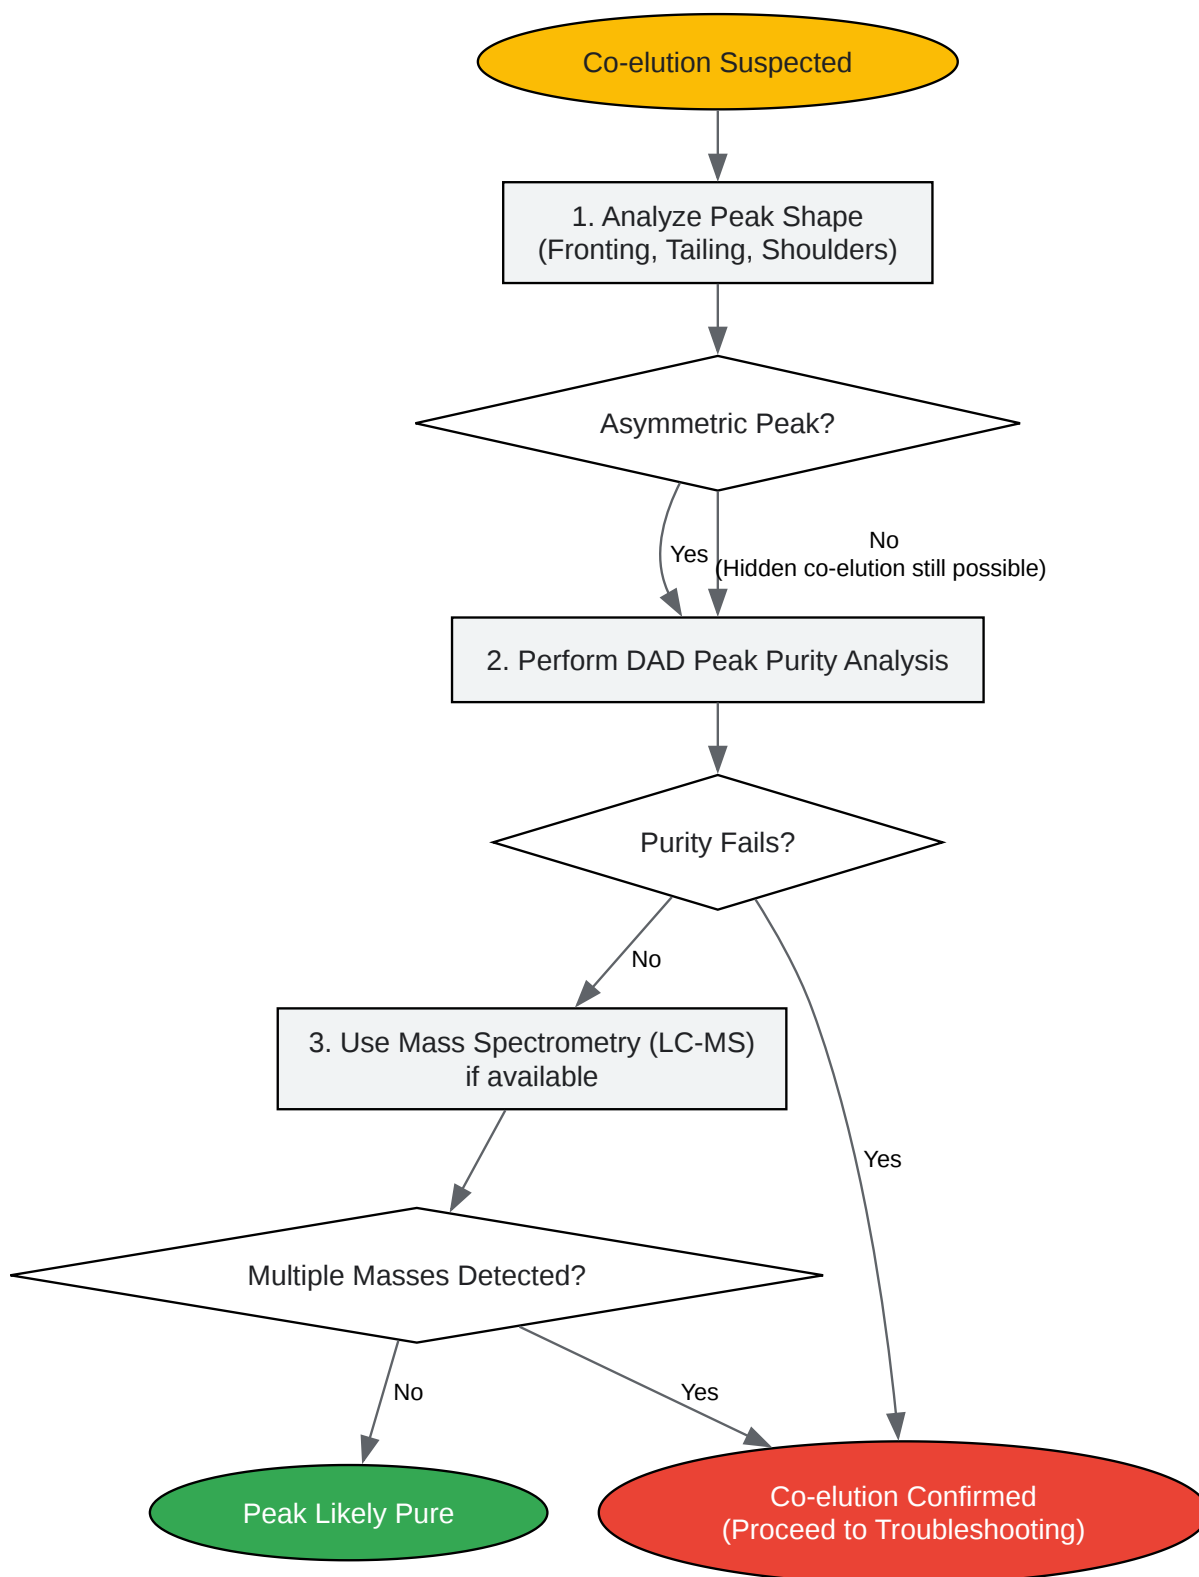 Co-elution Suspected
1. Analyze Peak Shape
(Fronting, Tailing, Shoulders)
Asymmetric Peak?
Yes
No
(Hidden co-elution still possible)
2. Perform DAD Peak Purity Analysis
Purity Fails?
No
3. Use Mass Spectrometry (LC-MS)
if available
Yes
Multiple Masses Detected?
No
Yes
Peak Likely Pure
Co-elution Confirmed
(Proceed to Troubleshooting)